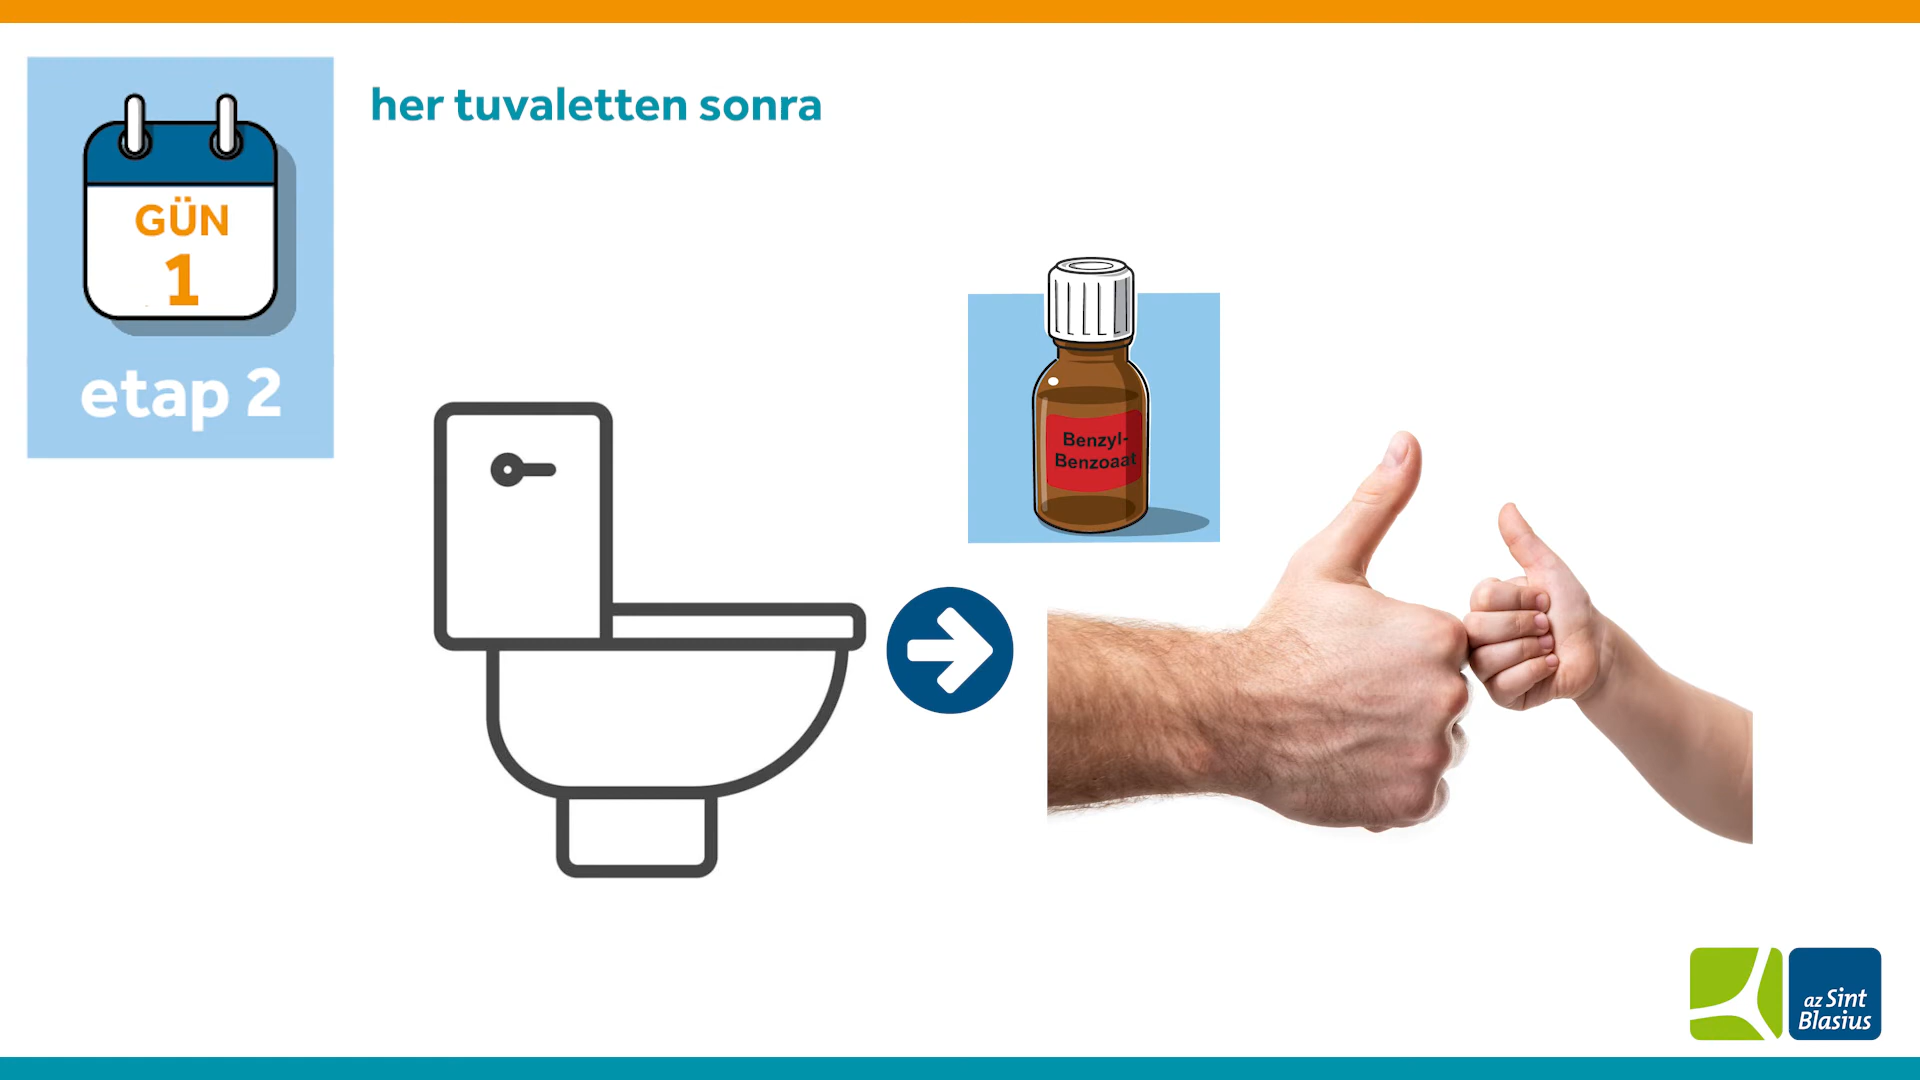 her tuvaletten sonra
GÜN
1
etap 2
Benzyl-
Benzoaat
az Sint
Blasius